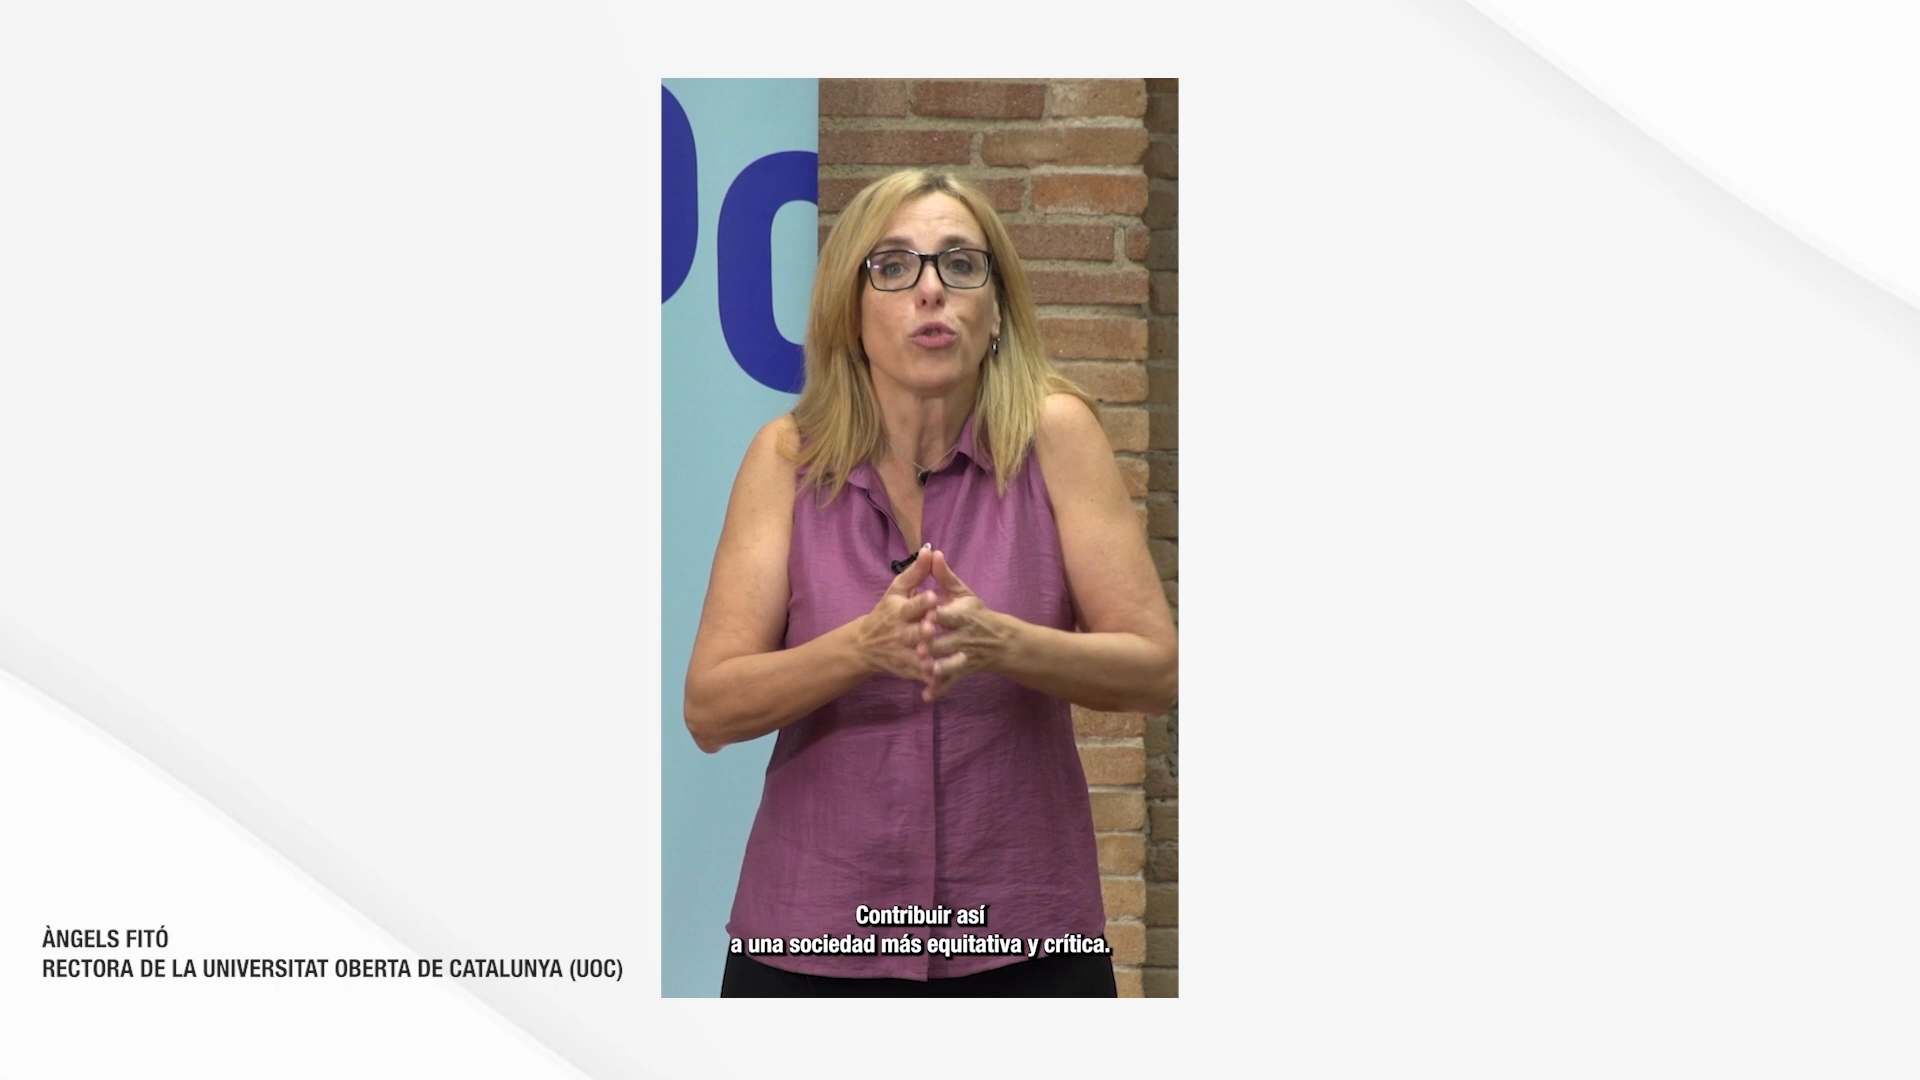 ÀNGELS FITÓ
RECTORA DE LA UNIVERSITAT OBERTA DE CATALUNYA (UOC)
Contribuir así
a una sociedad más equitativa y crítica.